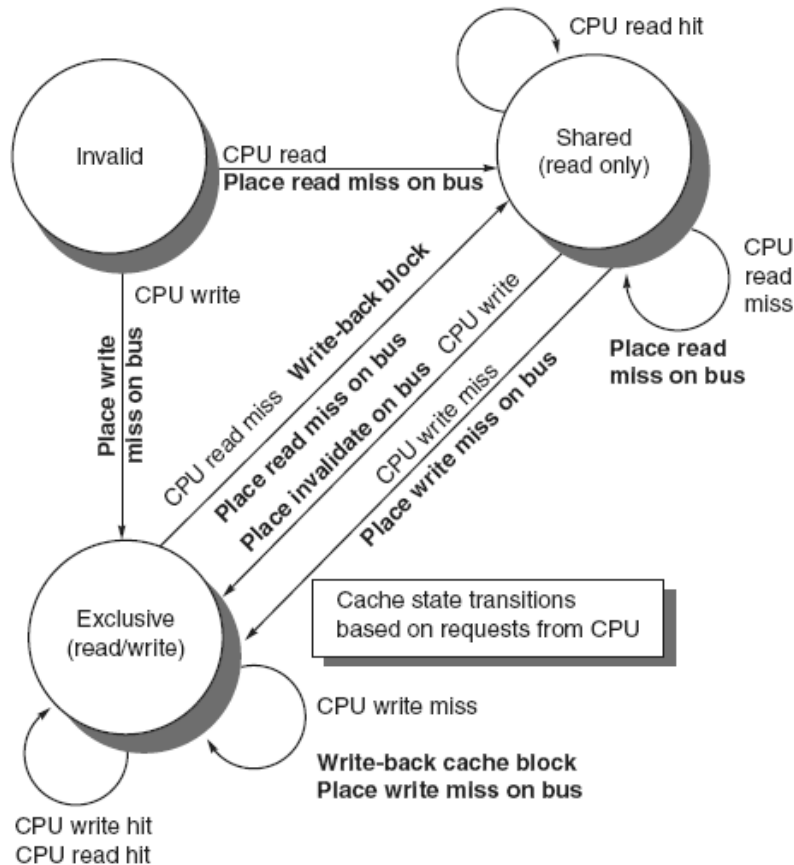 CPU read hit
Invalid
Shared
(read only)
CPU read
Place read miss on bus
CPU
read
miss
Place read
miss on bus
CPU write
Place write
miss on bus
CPU read miss
Write-back block
Place read miss on bus
CPU write
Place invalidate on bus
CPU write miss
Place write miss on bus
Exclusive
(read/write)
Cache state transitions
based on requests from CPU
CPU write miss
Write-back cache block
Place write miss on bus
CPU write hit
CPU read hit